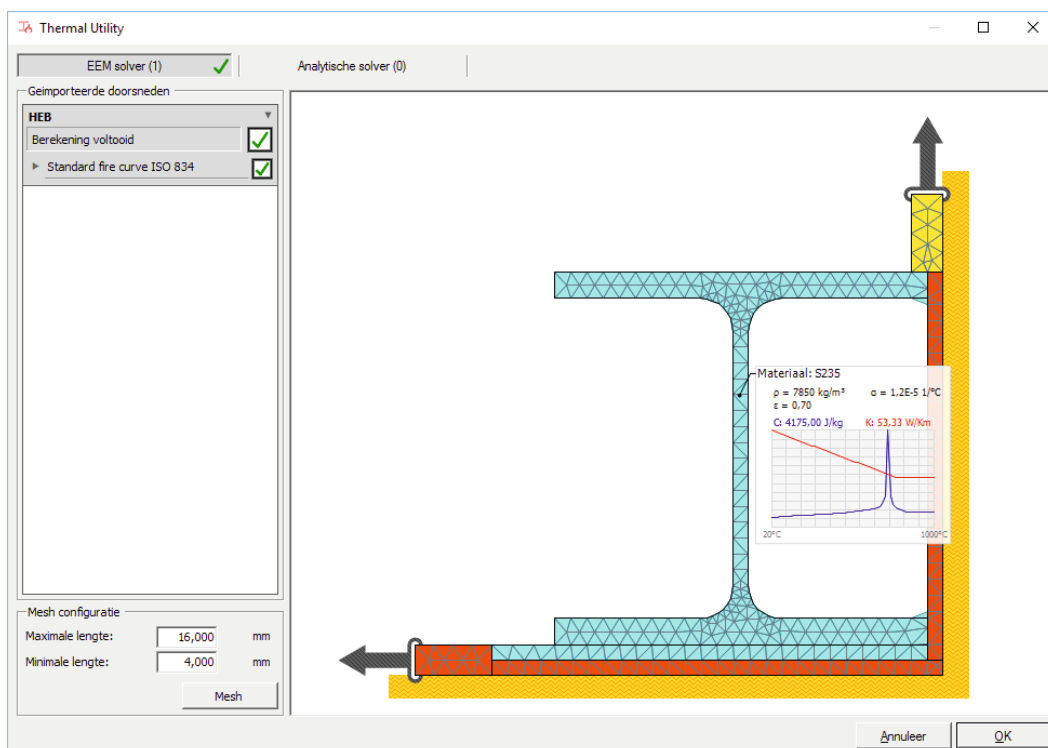 Thermal Utility
EEM solver (1)
Analytische solver (0)
Geimporteerde doorsneden
HEB
Berekening voltooid
Standard fire curve ISO 834
Materiaal: S235
ρ = 7850 kg/m³ α = 1,2E-5 1/°C
ε = 0,70
C: 4175,00 J/kg K: 53,33 W/Km
20°C 1000°C
Mesh configuratie
Maximale lengte: 16,000 mm
Minimale lengte: 4,000 mm
Mesh
Annuleer OK